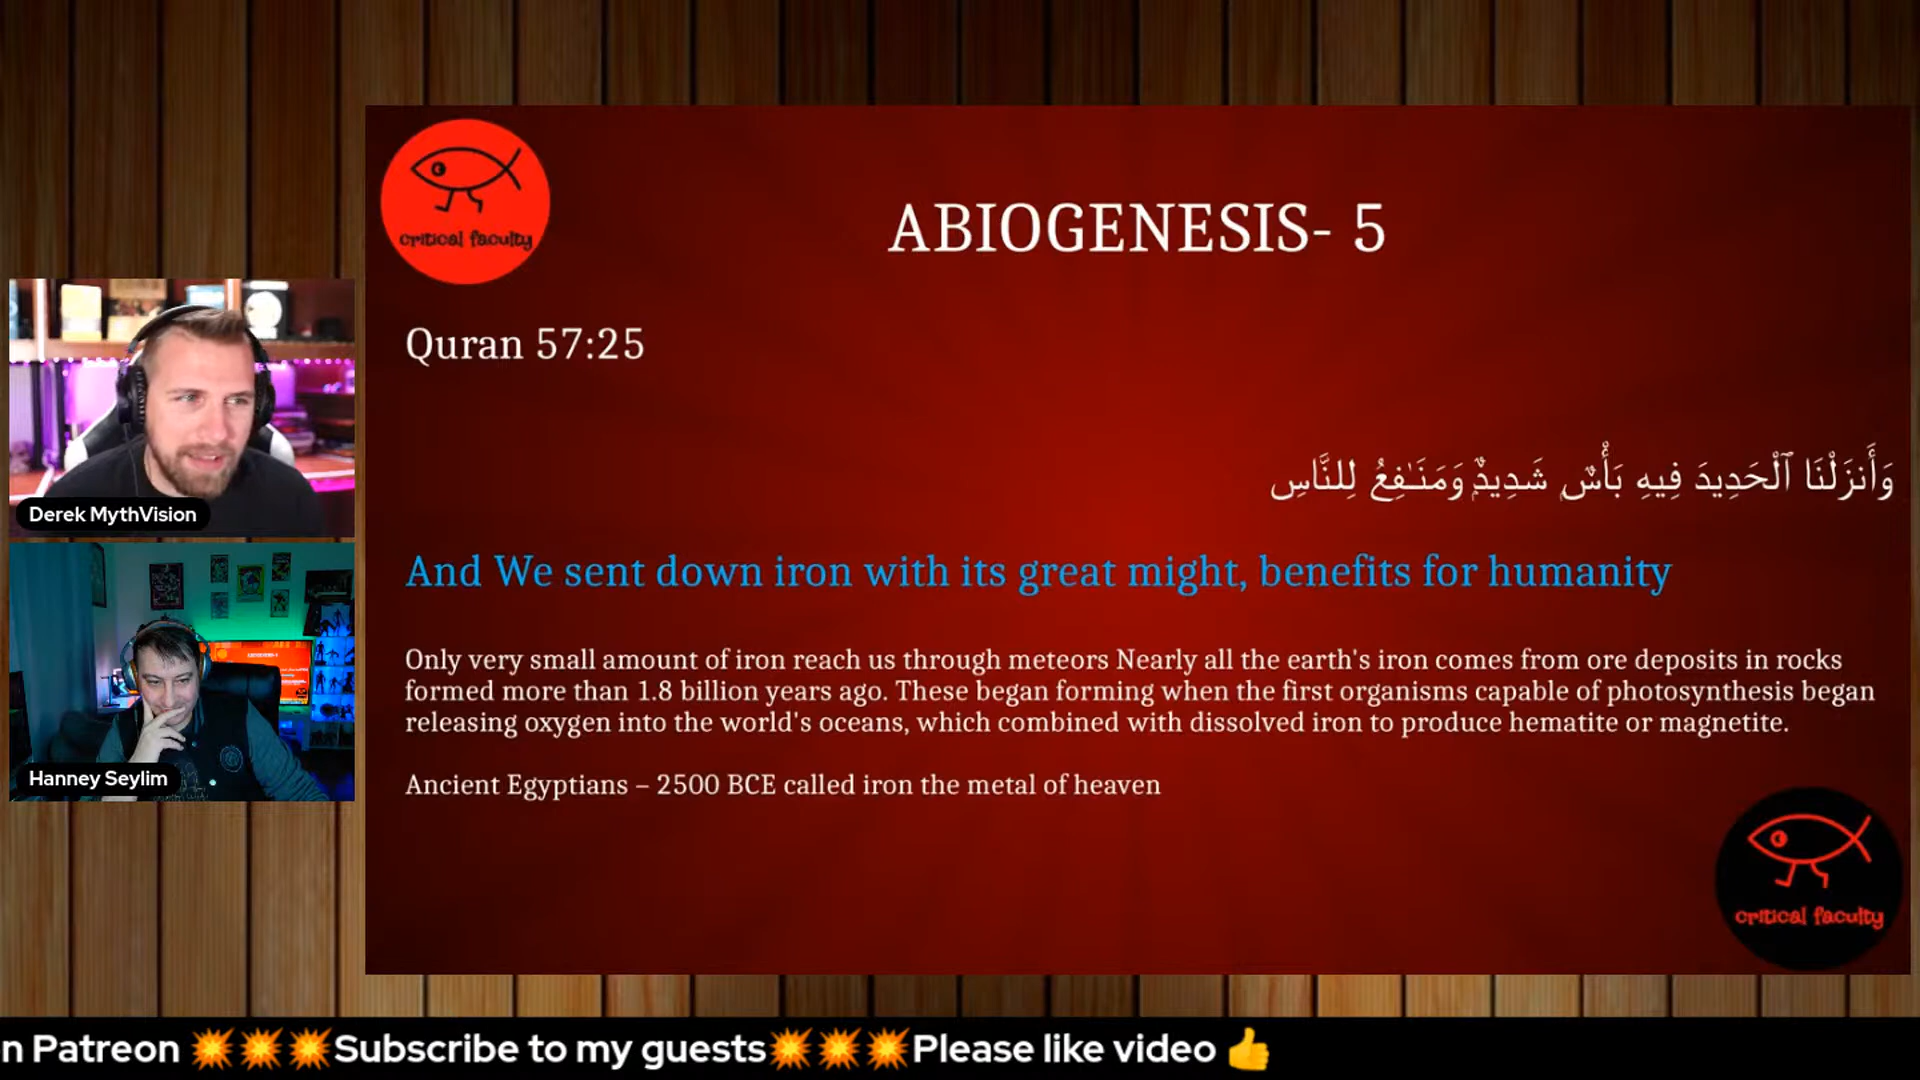 critical faculty
ABIOGENESIS- 5
Quran 57:25
وَأَنزَلْنَا ٱلْحَدِيدَ فِيهِ بَأْسٌ شَدِيدٌ وَمَنَـٰفِعُ لِلنَّاسِ
And We sent down iron with its great might, benefits for humanity
Only very small amount of iron reach us through meteors Nearly all the earth's iron comes from ore deposits in rocks
formed more than 1.8 billion years ago. These began forming when the first organisms capable of photosynthesis began
releasing oxygen into the world's oceans, which combined with dissolved iron to produce hematite or magnetite.
Ancient Egyptians – 2500 BCE called iron the metal of heaven
critical faculty
Derek MythVision
Hanney Seylim
n Patreon 💥💥💥Subscribe to my guests💥💥💥Please like video 👍